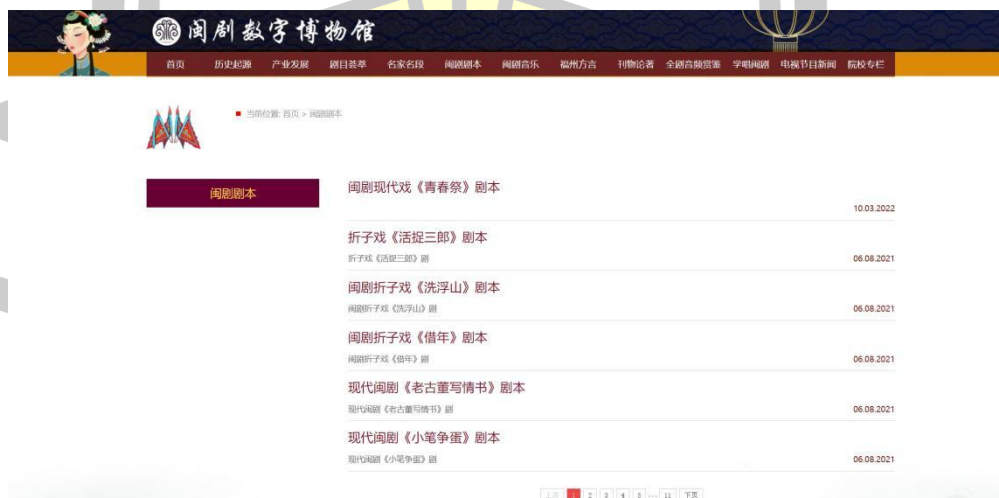 闽剧数字博物馆
首页 历史起源 产业发展 剧目荟萃 名家名段 闽剧剧本 闽剧音乐 福州方言 刊物论著 全剧音频赏鉴 学唱闽剧 电视节目新闻 院校专栏
当前位置: 首页 > 闽剧剧本
闽剧剧本
闽剧现代戏《青春祭》剧本
10.03.2022
折子戏《活捉三郎》剧本
折子戏《活捉三郎》剧 06.08.2021
闽剧折子戏《洗浮山》剧本
闽剧折子戏《洗浮山》剧 06.08.2021
闽剧折子戏《借年》剧本
闽剧折子戏《借年》剧 06.08.2021
现代闽剧《老古董写情书》剧本
现代闽剧《老古董写情书》剧 06.08.2021
现代闽剧《小笔争蛋》剧本
现代闽剧《小笔争蛋》剧 06.08.2021
上页 1 2 3 4 5 ... 11 下页